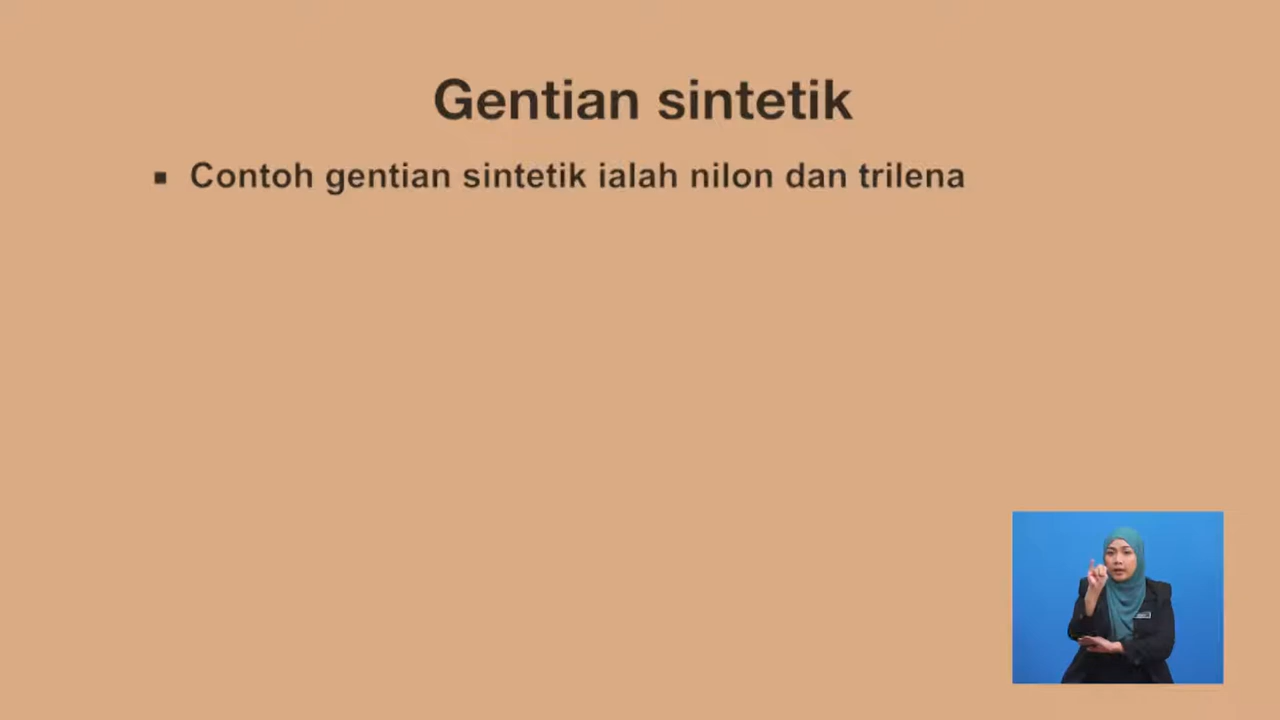 Gentian sintetik
▪ Contoh gentian sintetik ialah nilon dan trilena